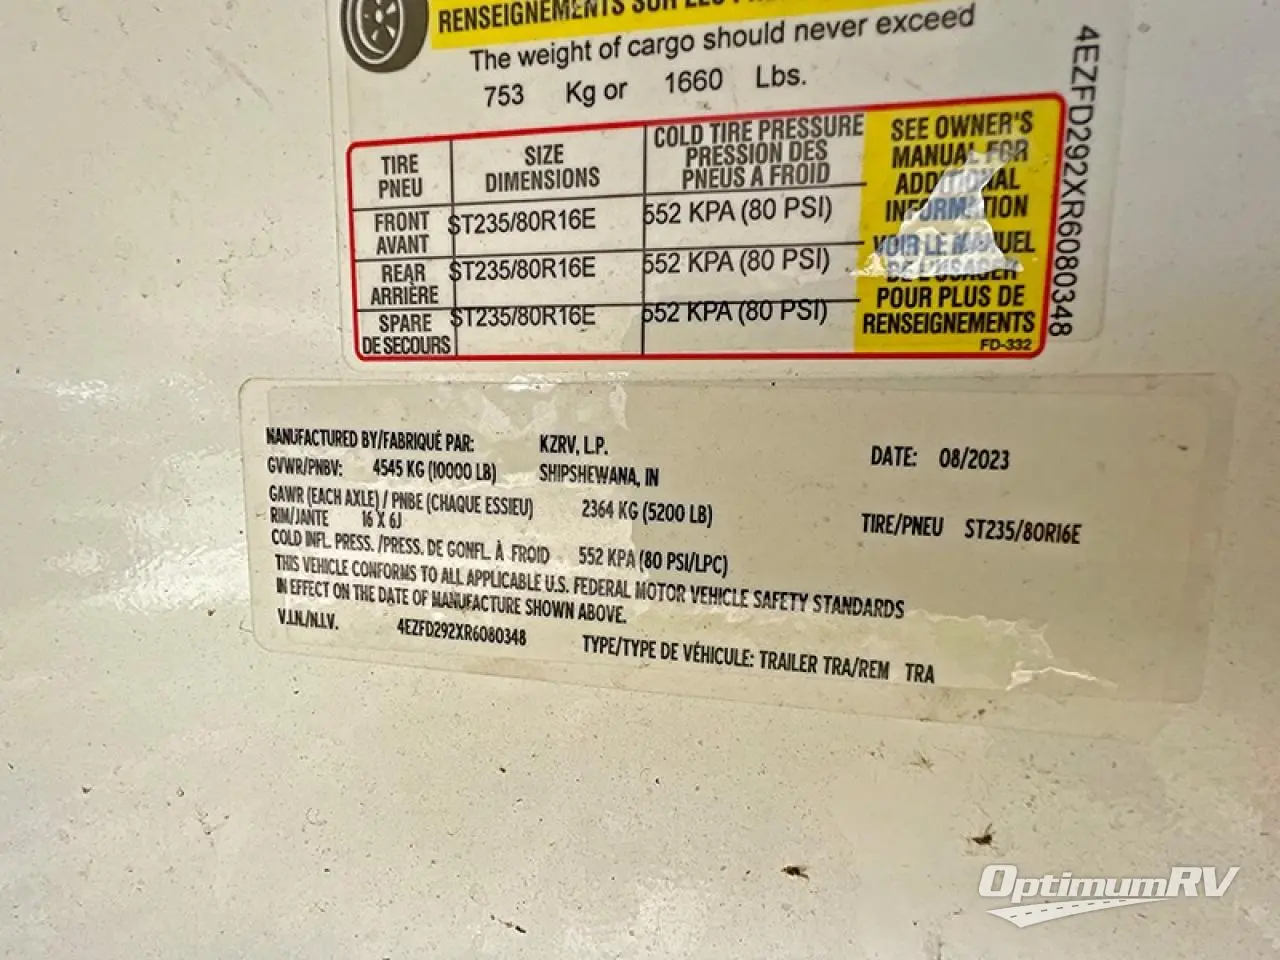 RENSEIGNEMENTS SUR LES
The weight of cargo should never exceed
753 Kg or 1660 Lbs.
TIRE PNEU
SIZE DIMENSIONS
COLD TIRE PRESSURE
PRESSION DES
PNEUS A FROID
FRONT AVANT
ST235/80R16E
552 KPA (80 PSI)
REAR ARRIÈRE
ST235/80R16E
552 KPA (80 PSI)
SPARE DE SECOURS
ST235/80R16E
552 KPA (80 PSI)
SEE OWNER'S
MANUAL FOR
ADDITIONAL
INFORMATION
VOIR LE MANUEL
DE L'USAGER
POUR PLUS DE
RENSEIGNEMENTS
FD-332
4EZFD292XR6080348
MANUFACTURED BY/FABRIQUÉ PAR: KZRV, L.P. DATE: 08/2023
GVWR/PNBV: 4545 KG (10000 LB) SHIPSHEWANA, IN
GAWR (EACH AXLE) / PNBE (CHAQUE ESSIEU) 2364 KG (5200 LB) TIRE/PNEU ST235/80R16E
RIM/JANTE 16 X 6J
COLD INFL. PRESS. /PRESS. DE GONFL. À FROID 552 KPA (80 PSI/LPC)
THIS VEHICLE CONFORMS TO ALL APPLICABLE U.S. FEDERAL MOTOR VEHICLE SAFETY STANDARDS
IN EFFECT ON THE DATE OF MANUFACTURE SHOWN ABOVE.
V.I.N./N.I.V. 4EZFD292XR6080348 TYPE/TYPE DE VÉHICULE: TRAILER TRA/REM TRA
OptimumRV